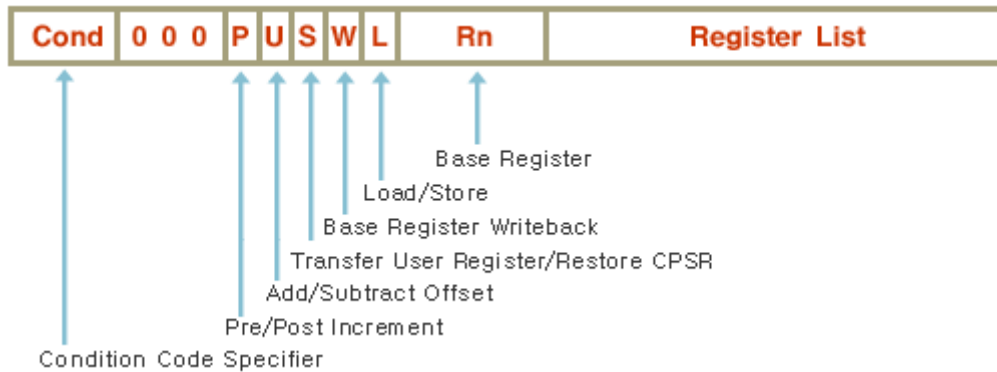 Cond 0 0 0 P U S W L Rn Register List
Base Register
Load/Store
Base Register Writeback
Transfer User Register/Restore CPSR
Add/Subtract Offset
Pre/Post Increment
Condition Code Specifier